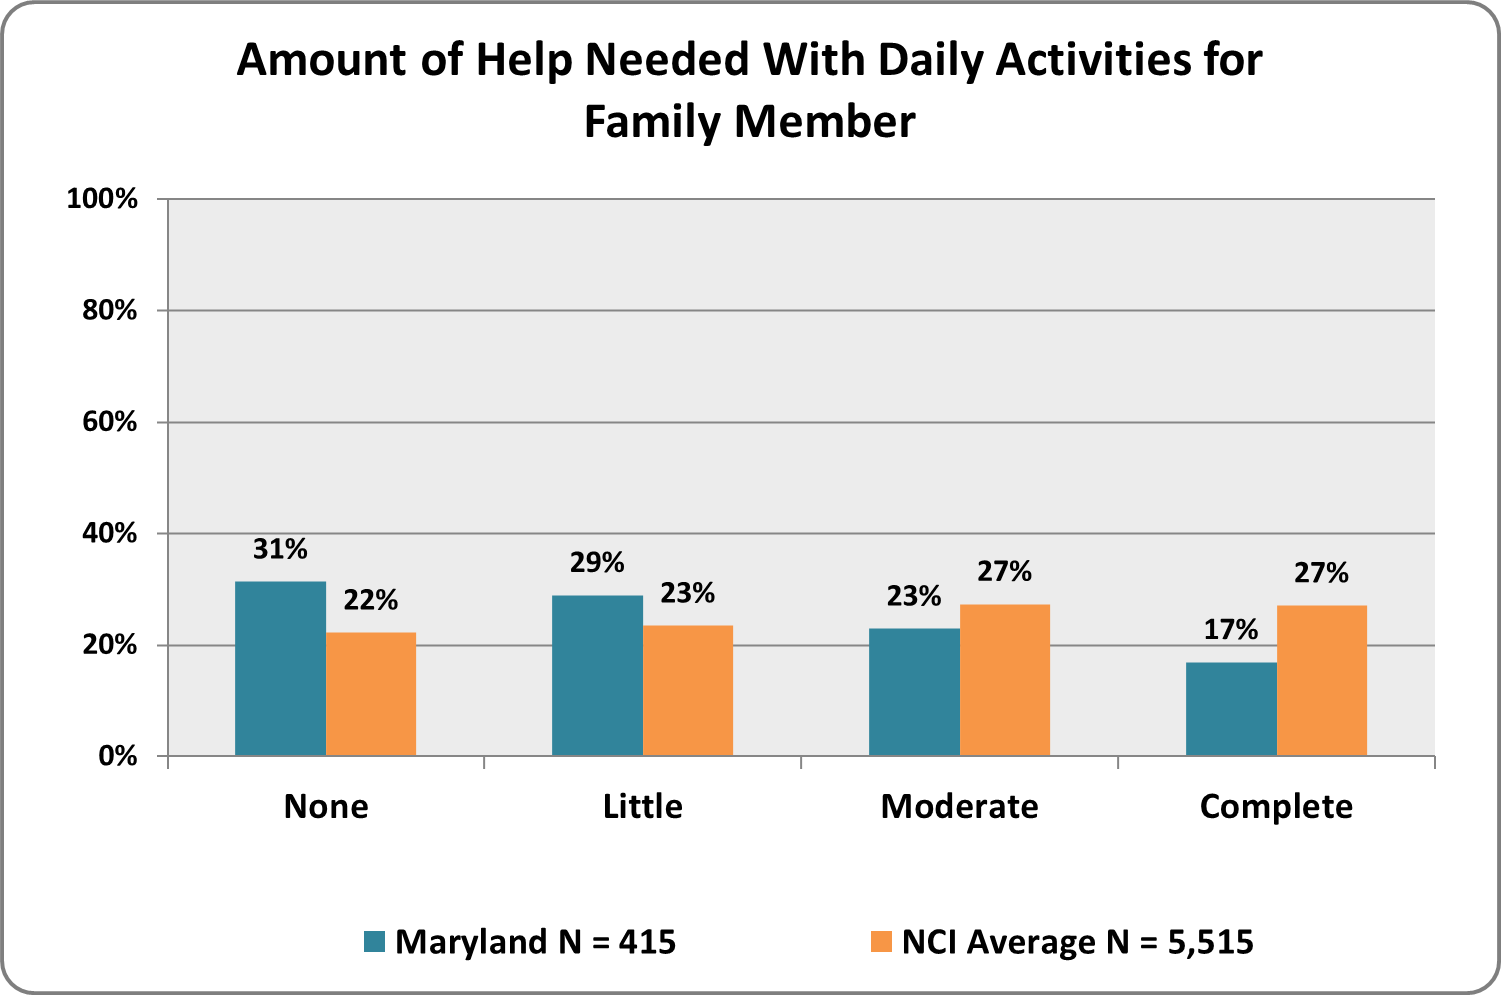 Amount of Help Needed With Daily Activities for
Family Member
100%
80%
60%
40%
20%
0%
31%
22%
29%
23%
23%
27%
17%
27%
None
Little
Moderate
Complete
Maryland N = 415
NCI Average N = 5,515